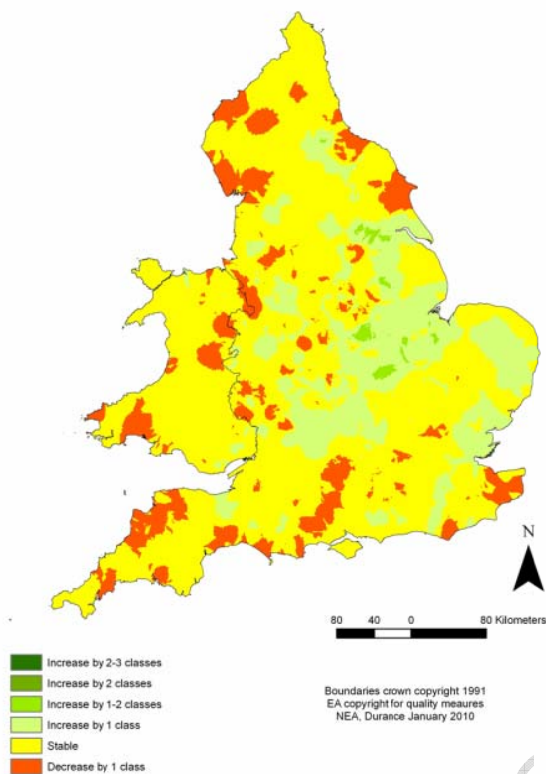 N
80 40 0 80 Kilometers
Increase by 2-3 classes
Increase by 2 classes
Increase by 1-2 classes
Increase by 1 class
Stable
Decrease by 1 class
Boundaries crown copyright 1991
EA copyright for quality meaures
NEA, Durance January 2010